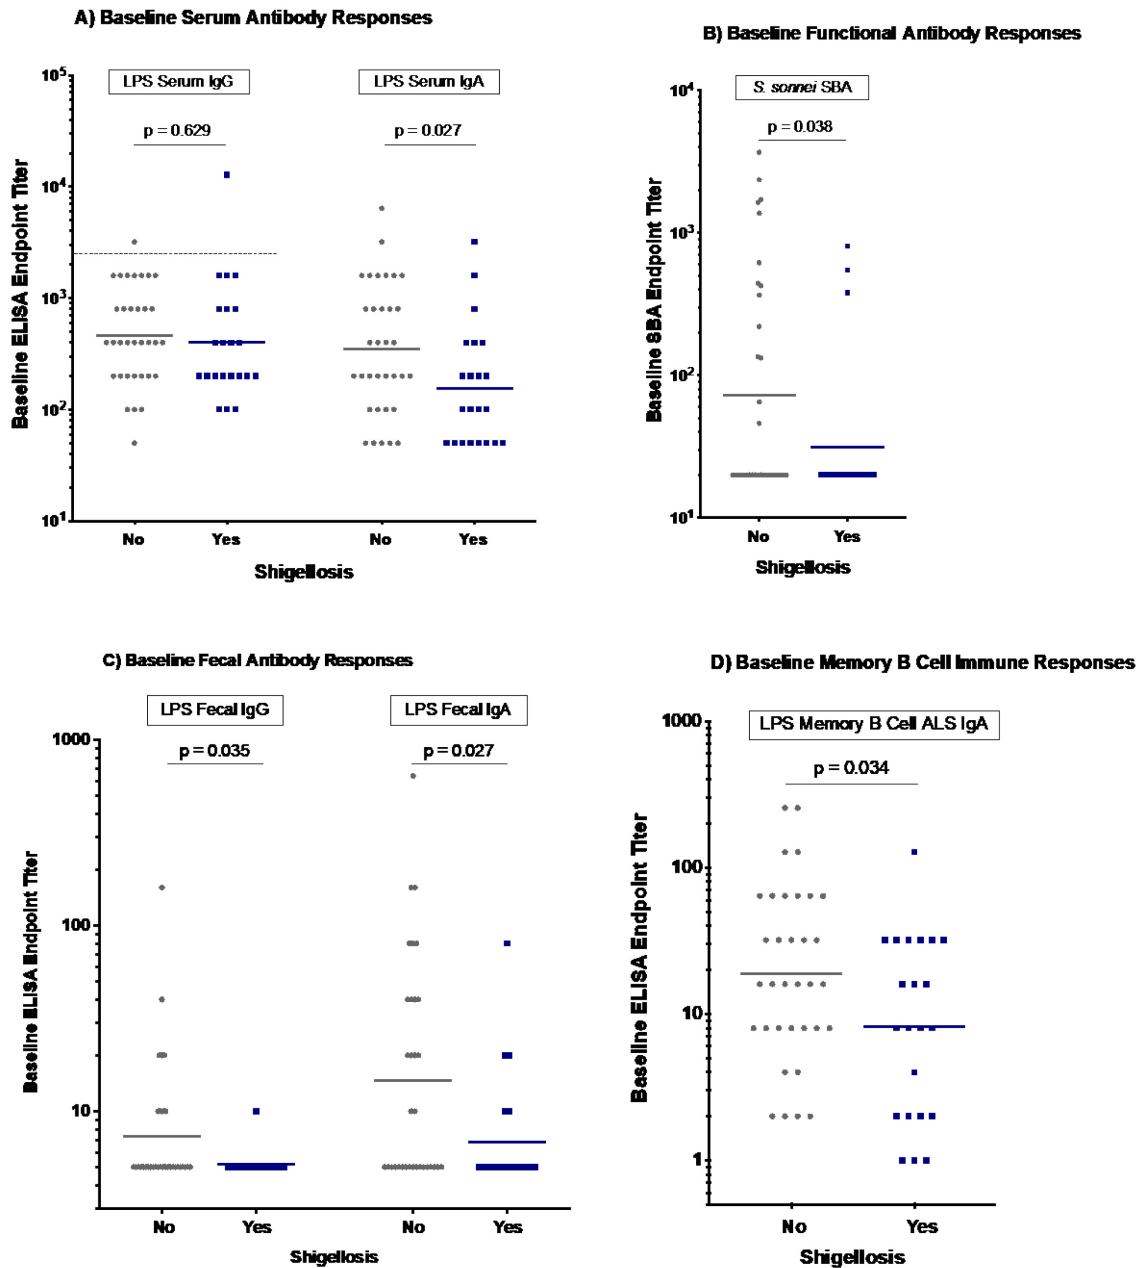 A) Baseline Serum Antibody Responses
LPS Serum IgG
LPS Serum IgA
p = 0.629
p = 0.027
Baseline ELISA Endpoint Titer
10^5
10^4
10^3
10^2
10^1
No
Yes
No
Yes
Shigellosis
B) Baseline Functional Antibody Responses
S. sonnei SBA
p = 0.038
Baseline SBA Endpoint Titer
10^4
10^3
10^2
10^1
No
Yes
Shigellosis
C) Baseline Fecal Antibody Responses
LPS Fecal IgG
LPS Fecal IgA
p = 0.035
p = 0.027
Baseline ELISA Endpoint Titer
1000
100
10
No
Yes
No
Yes
Shigellosis
D) Baseline Memory B Cell Immune Responses
LPS Memory B Cell ALS IgA
p = 0.034
Baseline ELISA Endpoint Titer
1000
100
10
1
No
Yes
Shigellosis